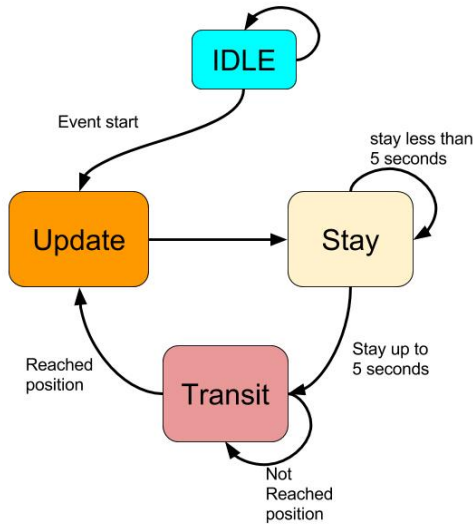 IDLE
Event start
stay less than
5 seconds
Update
Stay
Reached
position
Stay up to
5 seconds
Transit
Not
Reached
position